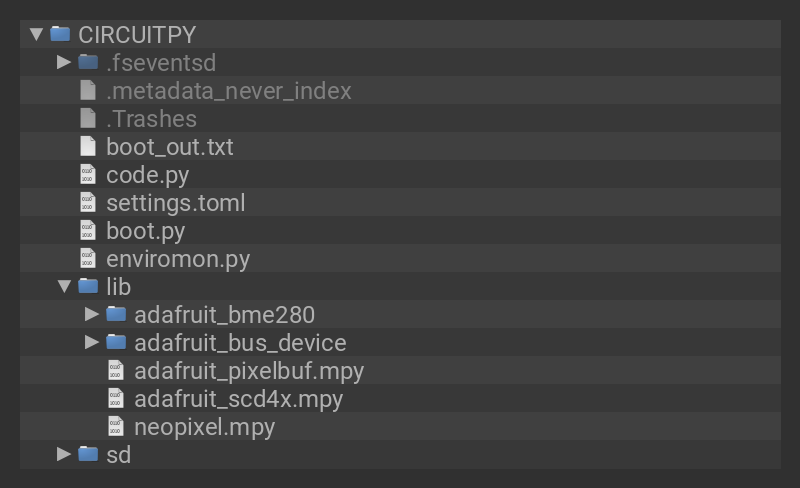 CIRCUITPY
.fseventsd
.metadata_never_index
.Trashes
boot_out.txt
code.py
settings.toml
boot.py
enviromon.py
lib
adafruit_bme280
adafruit_bus_device
adafruit_pixelbuf.mpy
adafruit_scd4x.mpy
neopixel.mpy
sd